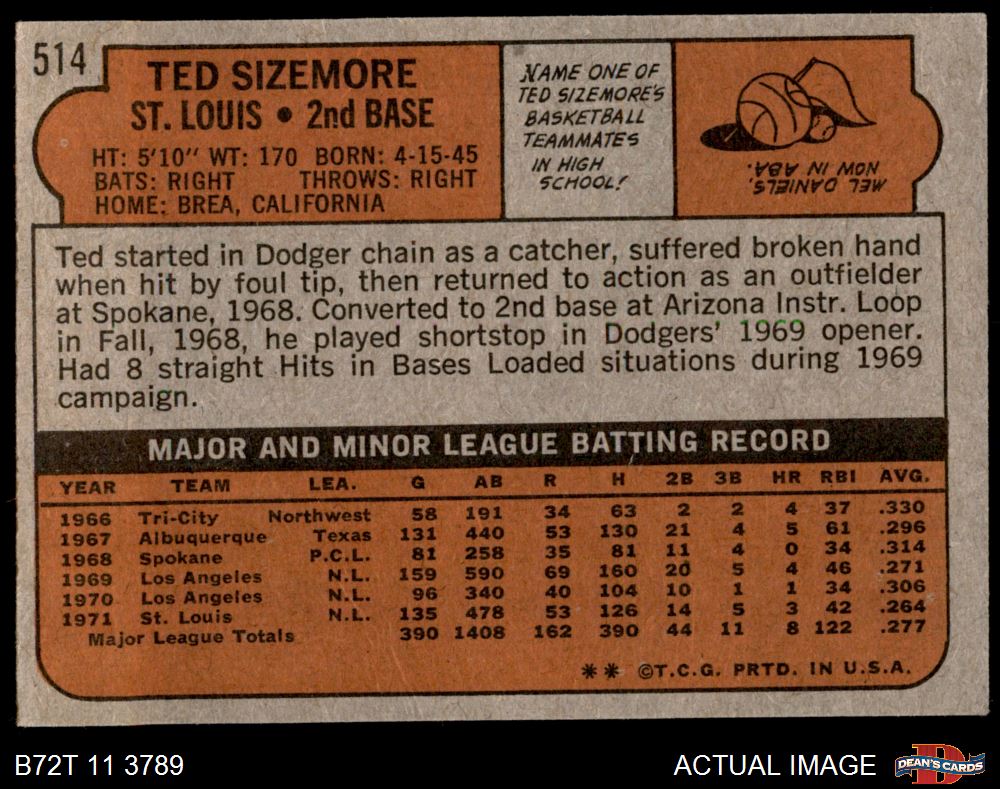 514
TED SIZEMORE
ST. LOUIS • 2nd BASE
HT: 5'10" WT: 170 BORN: 4-15-45
BATS: RIGHT THROWS: RIGHT
HOME: BREA, CALIFORNIA
NAME ONE OF
TED SIZEMORE'S
BASKETBALL
TEAMMATES
IN HIGH
SCHOOL!
MEL DANIELS,
NOW IN ABA.
Ted started in Dodger chain as a catcher, suffered broken hand
when hit by foul tip, then returned to action as an outfielder
at Spokane, 1968. Converted to 2nd base at Arizona Instr. Loop
in Fall, 1968, he played shortstop in Dodgers' 1969 opener.
Had 8 straight Hits in Bases Loaded situations during 1969
campaign.
MAJOR AND MINOR LEAGUE BATTING RECORD
YEAR TEAM LEA. G AB R H 2B 3B HR RBI AVG.
1966 Tri-City Northwest 58 191 34 63 2 2 4 37 .330
1967 Albuquerque Texas 131 440 53 130 21 4 5 61 .296
1968 Spokane P.C.L. 81 258 35 81 11 4 0 34 .314
1969 Los Angeles N.L. 159 590 69 160 20 5 4 46 .271
1970 Los Angeles N.L. 96 340 40 104 10 1 1 34 .306
1971 St. Louis N.L. 135 478 53 126 14 5 3 42 .264
Major League Totals 390 1408 162 390 44 11 8 122 .277
** ©T.C.G. PRTD. IN U.S.A.
B72T 11 3789
ACTUAL IMAGE
D
DEAN'S CARDS